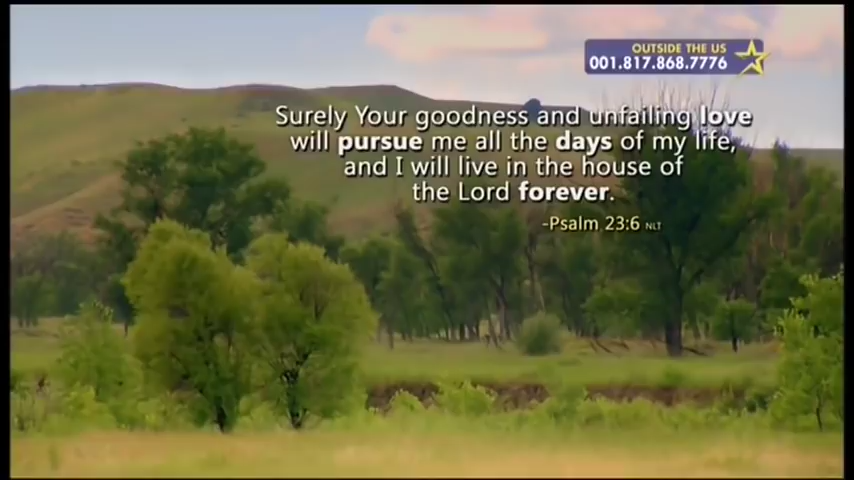 OUTSIDE THE US
001.817.868.7776
Surely Your goodness and unfailing love
will pursue me all the days of my life,
and I will live in the house of
the Lord forever.
-Psalm 23:6 NLT